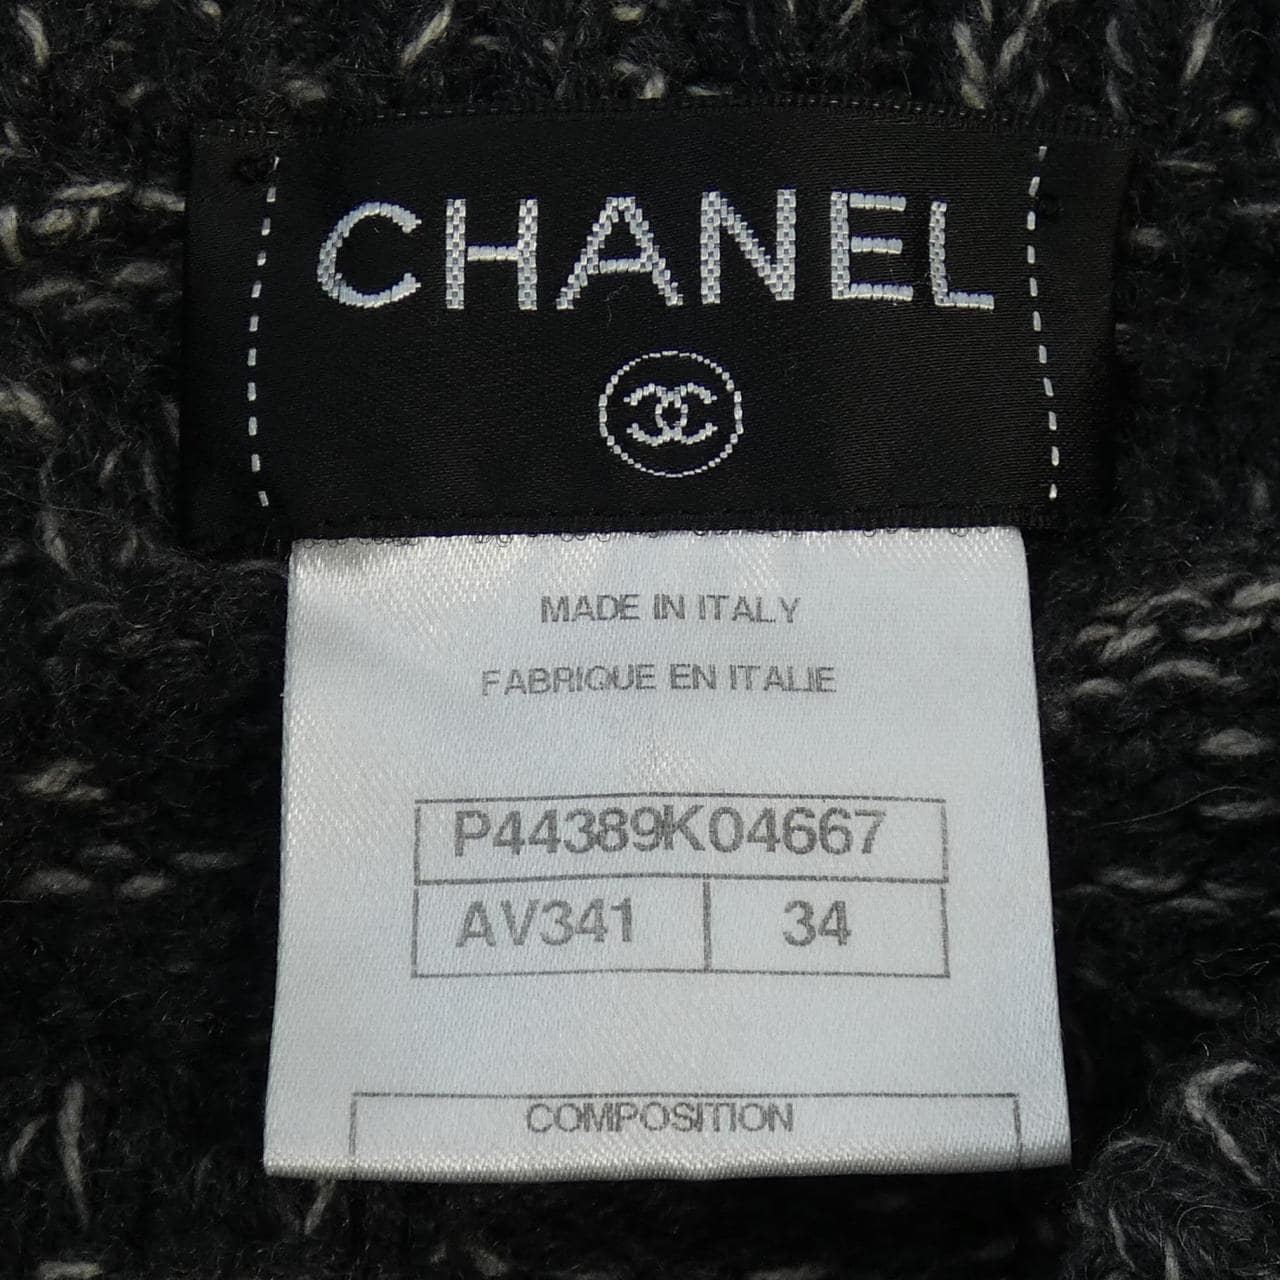 CHANEL
MADE IN ITALY
FABRIQUE EN ITALIE
P44389K04667
AV341 34
COMPOSITION